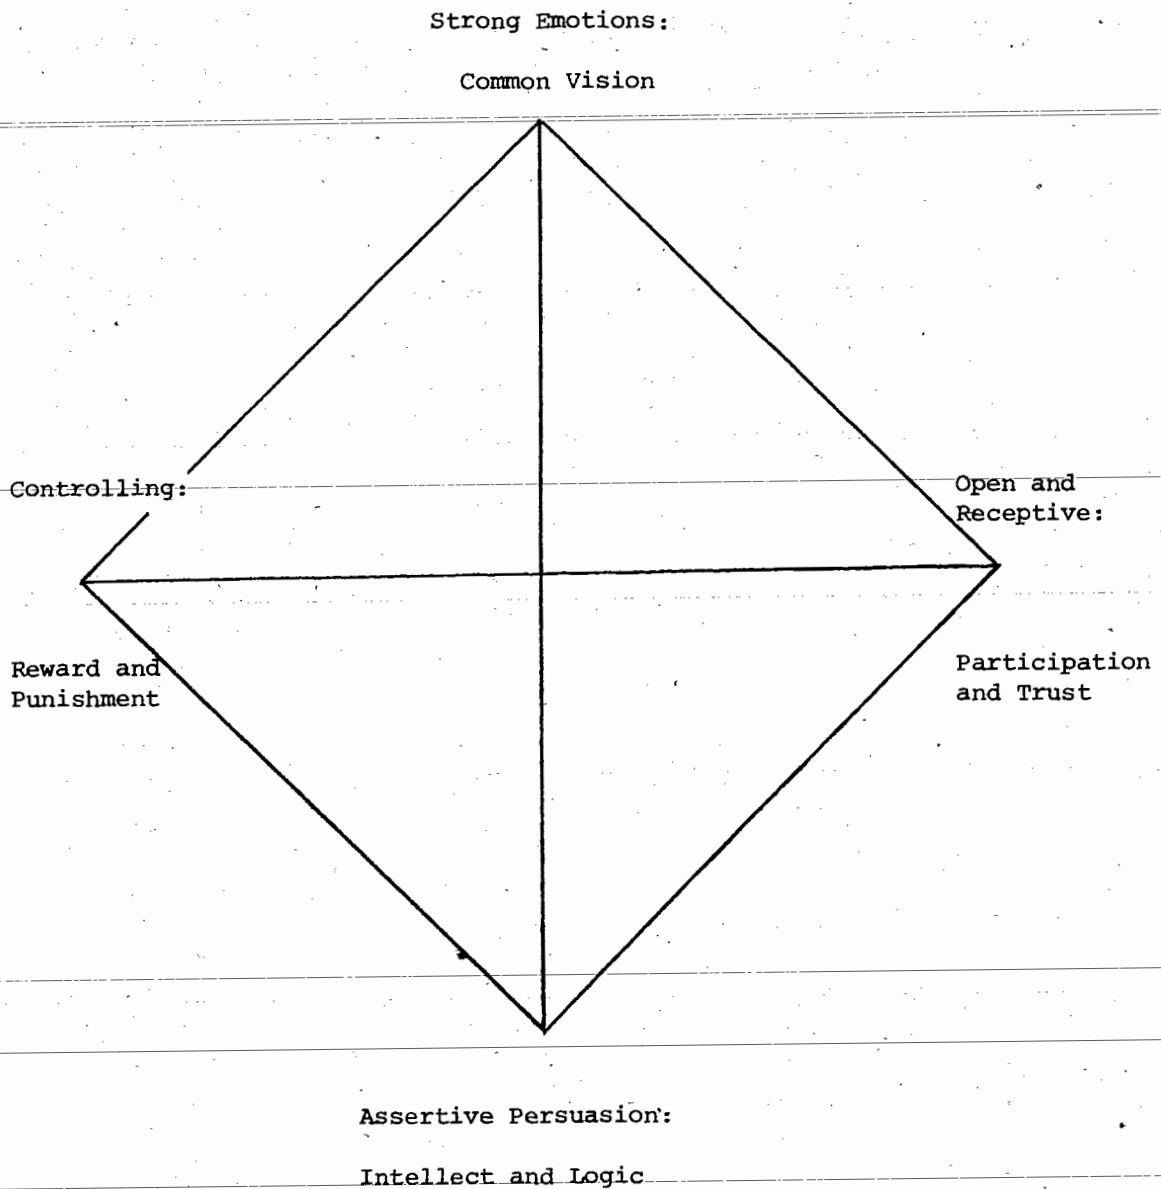 Strong Emotions:
Common Vision
Controlling:
Open and
Receptive:
Reward and
Punishment
Participation
and Trust
Assertive Persuasion:
Intellect and Logic